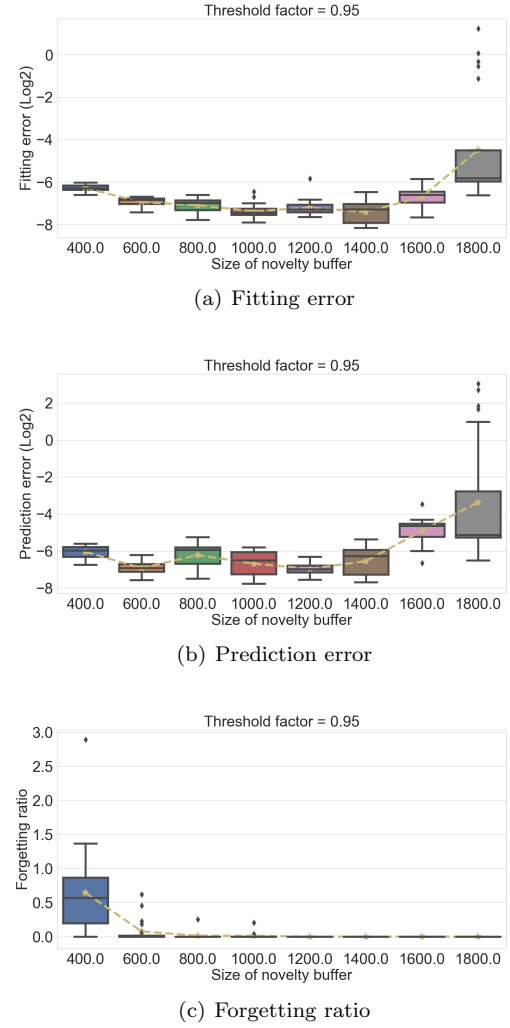 Threshold factor = 0.95
Fitting error (Log2)
0
−2
−4
−6
−8
400.0 600.0 800.0 1000.0 1200.0 1400.0 1600.0 1800.0
Size of novelty buffer
(a) Fitting error
Threshold factor = 0.95
Prediction error (Log2)
2
0
−2
−4
−6
−8
400.0 600.0 800.0 1000.0 1200.0 1400.0 1600.0 1800.0
Size of novelty buffer
(b) Prediction error
Threshold factor = 0.95
Forgetting ratio
3.0
2.5
2.0
1.5
1.0
0.5
0.0
400.0 600.0 800.0 1000.0 1200.0 1400.0 1600.0 1800.0
Size of novelty buffer
(c) Forgetting ratio